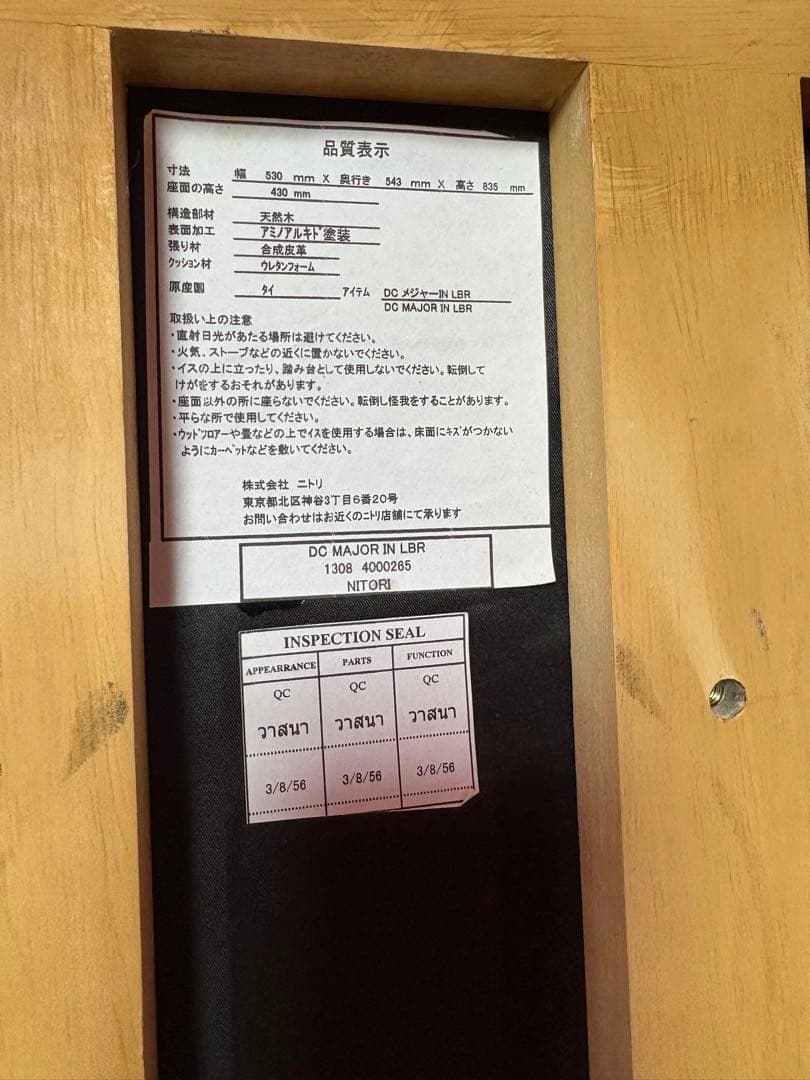 品質表示
寸法 幅 530 mm X 奥行き 543 mm X 高さ 835 mm
座面の高さ 430 mm
構造部材 天然木
表面加工 アミノアルキド塗装
張り材 合成皮革
クッション材 ウレタンフォーム
原産国 タイ アイテム DC メジャーIN LBR
DC MAJOR IN LBR
取扱い上の注意
・直射日光があたる場所は避けてください。
・火気、ストーブなどの近くに置かないでください。
・イスの上に立ったり、踏み台として使用しないでください。転倒して
けがをするおそれがあります。
・座面以外の所に座らないでください。転倒し怪我をすることがあります。
・平らな所で使用してください。
・ウッドフロアーや畳などの上でイスを使用する場合は、床面にキズがつかない
ようにカーペットなどを敷いてください。
株式会社 ニトリ
東京都北区神谷3丁目6番20号
お問い合わせはお近くのニトリ店舗にて承ります
DC MAJOR IN LBR
1308 4000265
NITORI
INSPECTION SEAL
APPEARRANCE PARTS FUNCTION
QC QC QC
วาสนา วาสนา วาสนา
3/8/56 3/8/56 3/8/56